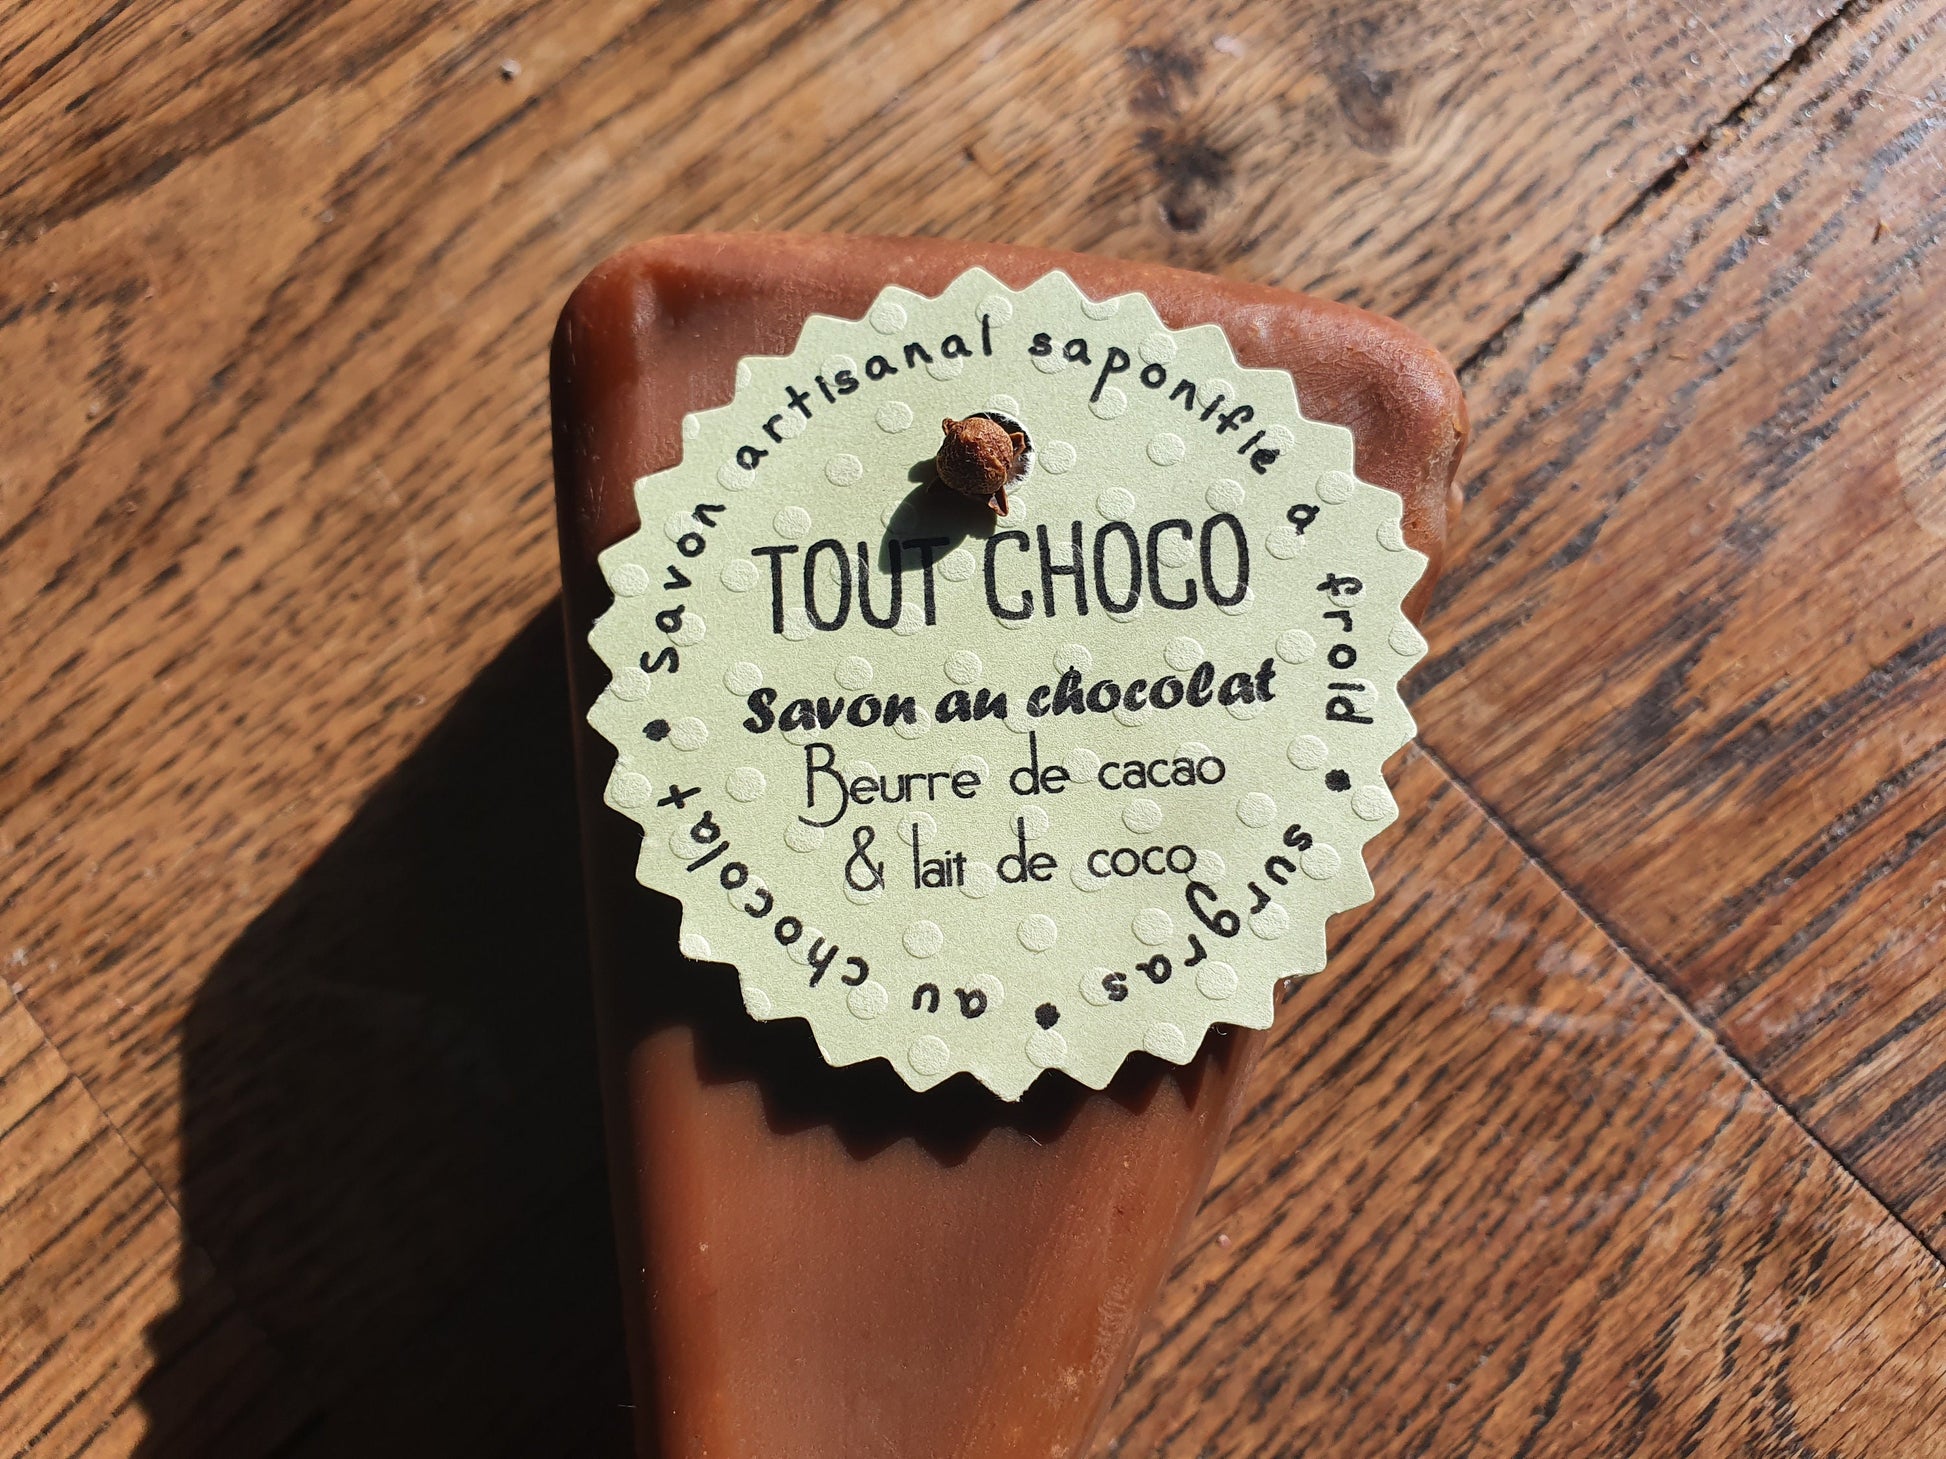 Savon artisanal saponifié à froid • surgras • au chocolat •
TOUT CHOCO
Savon au chocolat
Beurre de cacao
& lait de coco